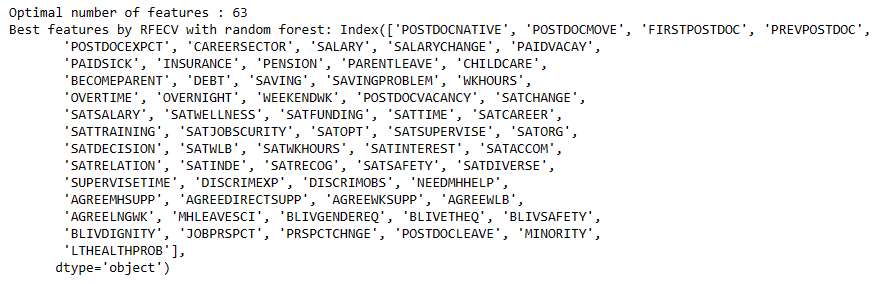 Optimal number of features : 63
Best features by RFECV with random forest: Index(['POSTDOCNATIVE', 'POSTDOCMOVE', 'FIRSTPOSTDOC', 'PREVPOSTDOC',
'POSTDOCEXPCT', 'CAREERSECTOR', 'SALARY', 'SALARYCHANGE', 'PAIDVACAY',
'PAIDSICK', 'INSURANCE', 'PENSION', 'PARENTLEAVE', 'CHILDCARE',
'BECOMEPARENT', 'DEBT', 'SAVING', 'SAVINGPROBLEM', 'WKHOURS',
'OVERTIME', 'OVERNIGHT', 'WEEKENDWK', 'POSTDOCVACANCY', 'SATCHANGE',
'SATSALARY', 'SATWELLNESS', 'SATFUNDING', 'SATTIME', 'SATCAREER',
'SATTRAINING', 'SATJOBSCURITY', 'SATOPT', 'SATSUPERVISE', 'SATORG',
'SATDECISION', 'SATWLB', 'SATWKHOURS', 'SATINTEREST', 'SATACCOM',
'SATRELATION', 'SATINDE', 'SATRECOG', 'SATSAFETY', 'SATDIVERSE',
'SUPERVISETIME', 'DISCRIMEXP', 'DISCRIMOBS', 'NEEDMHHELP',
'AGREEMHSUPP', 'AGREEDIRECTSUPP', 'AGREEWKSUPP', 'AGREEWLB',
'AGREELNGWK', 'MHLEAVESCI', 'BLIVGENDEREQ', 'BLIVETHEQ', 'BLIVSAFETY',
'BLIVDIGNITY', 'JOBPRSPCT', 'PRSPCTCHNGE', 'POSTDOCLEAVE', 'MINORITY',
'LTHEALTHPROB'],
dtype='object')